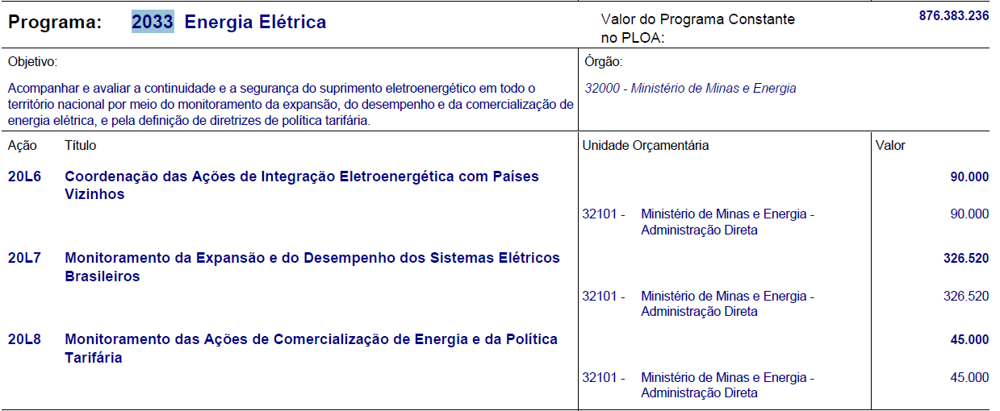 Programa: 2033 Energia Elétrica
Valor do Programa Constante
no PLOA:
876.383.236
Objetivo:
Acompanhar e avaliar a continuidade e a segurança do suprimento eletroenergético em todo o
território nacional por meio do monitoramento da expansão, do desempenho e da comercialização de
energia elétrica, e pela definição de diretrizes de política tarifária.
Órgão:
32000 - Ministério de Minas e Energia
Ação Título Unidade Orçamentária Valor
20L6 Coordenação das Ações de Integração Eletroenergética com Países 90.000
Vizinhos
32101 - Ministério de Minas e Energia - 90.000
Administração Direta
20L7 Monitoramento da Expansão e do Desempenho dos Sistemas Elétricos 326.520
Brasileiros
32101 - Ministério de Minas e Energia - 326.520
Administração Direta
20L8 Monitoramento das Ações de Comercialização de Energia e da Política 45.000
Tarifária
32101 - Ministério de Minas e Energia - 45.000
Administração Direta